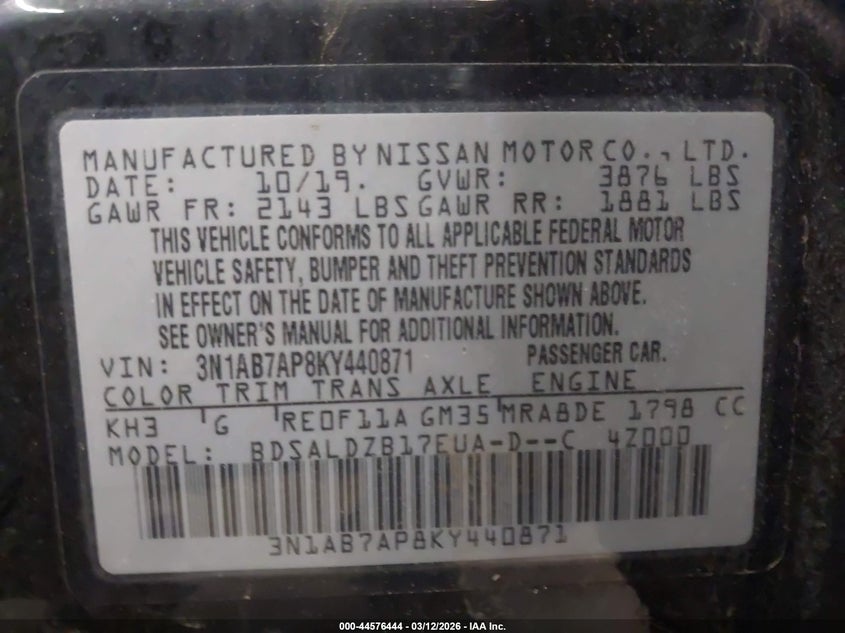 MANUFACTURED BY NISSAN MOTOR CO., LTD.
DATE: 10/19. GVWR: 3876 LBS
GAWR FR: 2143 LBS GAWR RR: 1881 LBS
THIS VEHICLE CONFORMS TO ALL APPLICABLE FEDERAL MOTOR
VEHICLE SAFETY, BUMPER AND THEFT PREVENTION STANDARDS
IN EFFECT ON THE DATE OF MANUFACTURE SHOWN ABOVE.
SEE OWNER'S MANUAL FOR ADDITIONAL INFORMATION.
VIN: 3N1AB7AP8KY440871 PASSENGER CAR.
COLOR TRIM TRANS AXLE ENGINE
KH3 G RE0F11A GM35 MRA8DE 1798 CC
MODEL: BDSALDZB17EUA-D--C 4Z000
3N1AB7AP8KY440871
000-44576444 - 03/12/2026 - IAA Inc.